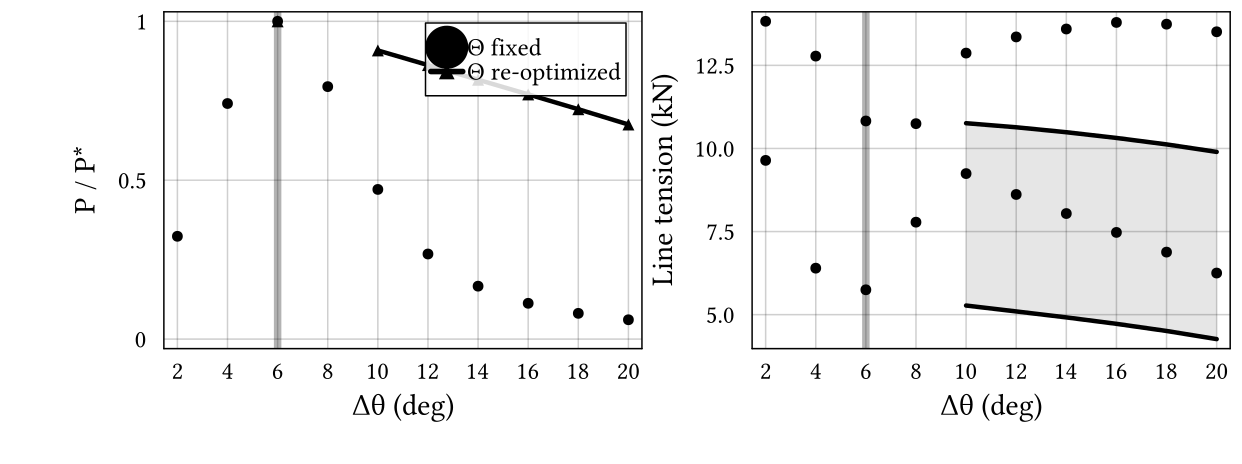 1
0.5
0
P / P*
2 4 6 8 10 12 14 16 18 20
Δθ (deg)
Θ fixed
Θ re-optimized
12.5
10.0
7.5
5.0
Line tension (kN)
2 4 6 8 10 12 14 16 18 20
Δθ (deg)